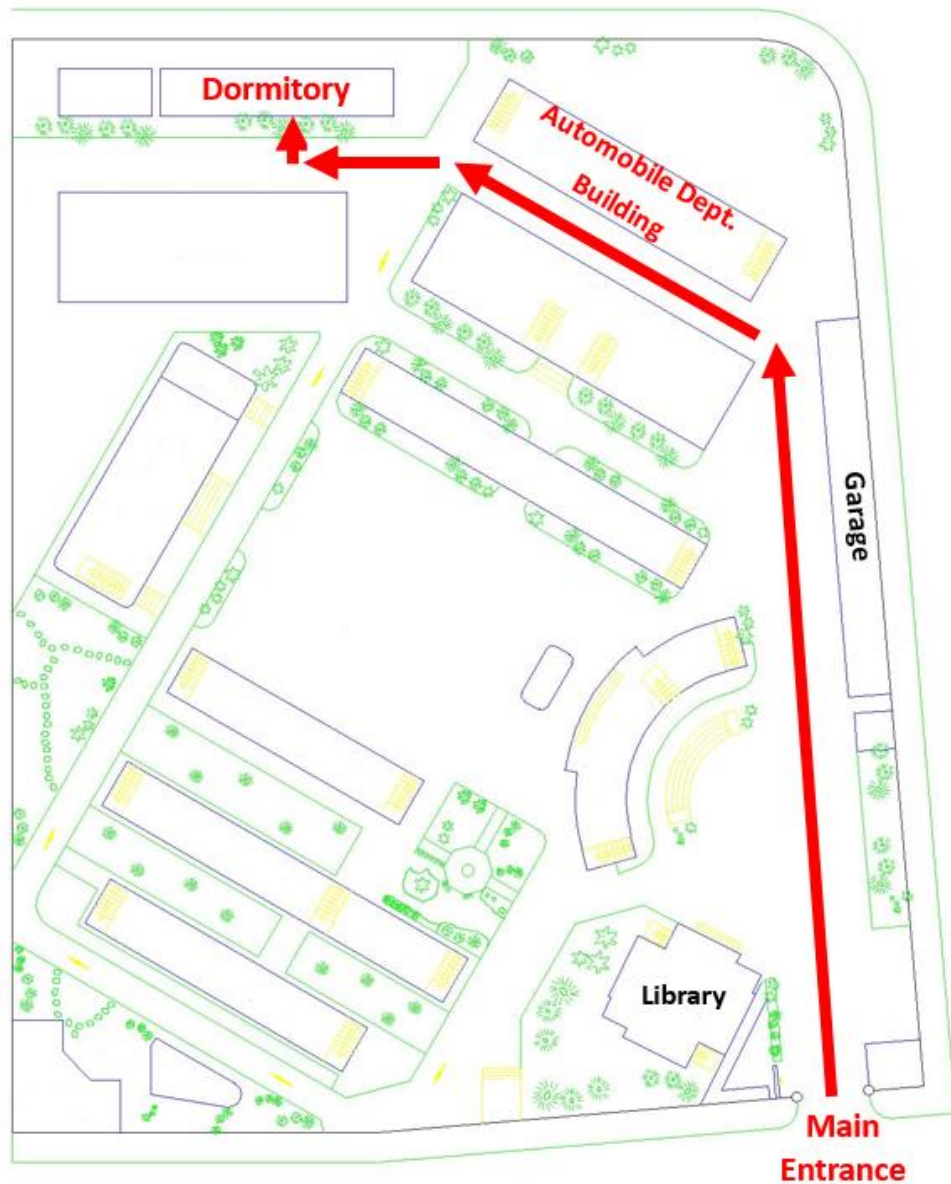 Dormitory
Automobile Dept.
Building
Garage
Library
Main
Entrance